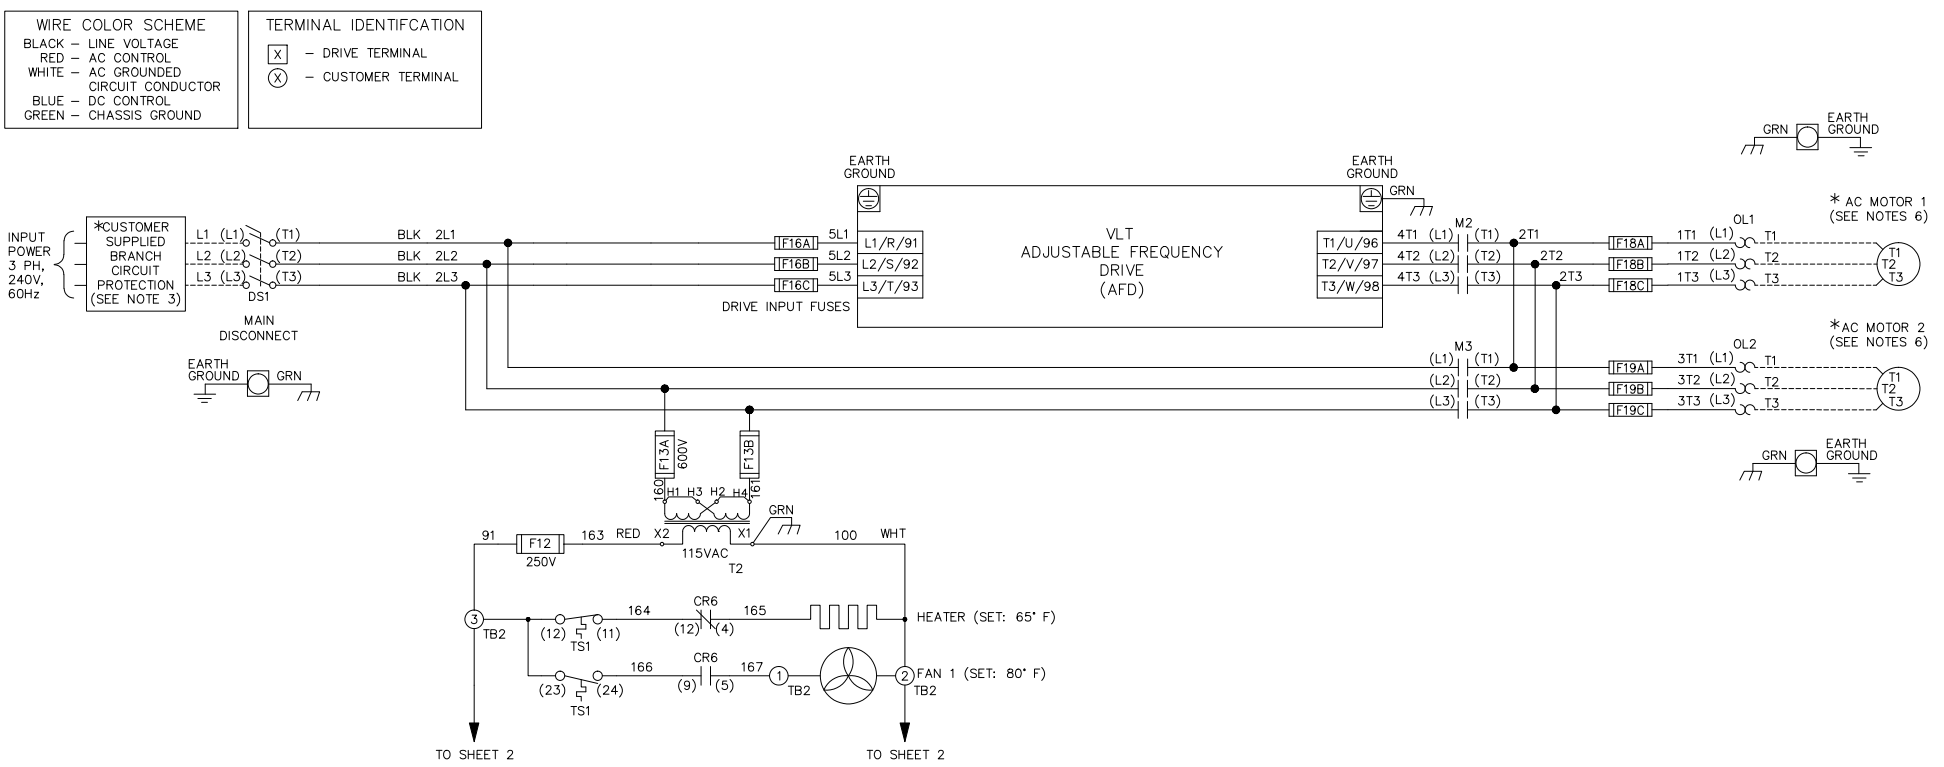 WIRE COLOR SCHEME
BLACK – LINE VOLTAGE
RED – AC CONTROL
WHITE – AC GROUNDED
CIRCUIT CONDUCTOR
BLUE – DC CONTROL
GREEN – CHASSIS GROUND
TERMINAL IDENTIFCATION
X – DRIVE TERMINAL
X – CUSTOMER TERMINAL
INPUT
POWER
3 PH,
240V,
60Hz
*CUSTOMER
SUPPLIED
BRANCH
CIRCUIT
PROTECTION
(SEE NOTE 3)
L1 (L1) (T1) BLK 2L1
L2 (L2) (T2) BLK 2L2
L3 (L3) (T3) BLK 2L3
DS1
MAIN
DISCONNECT
EARTH
GROUND GRN
F16A 5L1
F16B 5L2
F16C 5L3
DRIVE INPUT FUSES
EARTH
GROUND
L1/R/91
L2/S/92
L3/T/93
VLT
ADJUSTABLE FREQUENCY
DRIVE
(AFD)
EARTH
GROUND
GRN
T1/U/96
T2/V/97
T3/W/98
M2
4T1 (L1) (T1) 2T1
4T2 (L2) (T2) 2T2
4T3 (L3) (T3) 2T3
F18A 1T1 (L1) T1
F18B 1T2 (L2) T2
F18C 1T3 (L3) T3
OL1
GRN
EARTH
GROUND
* AC MOTOR 1
(SEE NOTES 6)
T1
T2
T3
M3
(L1) (T1)
(L2) (T2)
(L3) (T3)
F19A 3T1 (L1) T1
F19B 3T2 (L2) T2
F19C 3T3 (L3) T3
OL2
*AC MOTOR 2
(SEE NOTES 6)
T1
T2
T3
GRN
EARTH
GROUND
F13A
600V
F13B
160
H1 H3 H2 H4
161
GRN
91 F12 163 RED X2 X1 100 WHT
250V
115VAC
T2
3
TB2
(12) (11)
TS1
164
CR6
(12) (4)
165
HEATER (SET: 65° F)
(23) (24)
TS1
166
CR6
(9) (5)
167
1
TB2
2
TB2
FAN 1 (SET: 80° F)
TO SHEET 2
TO SHEET 2